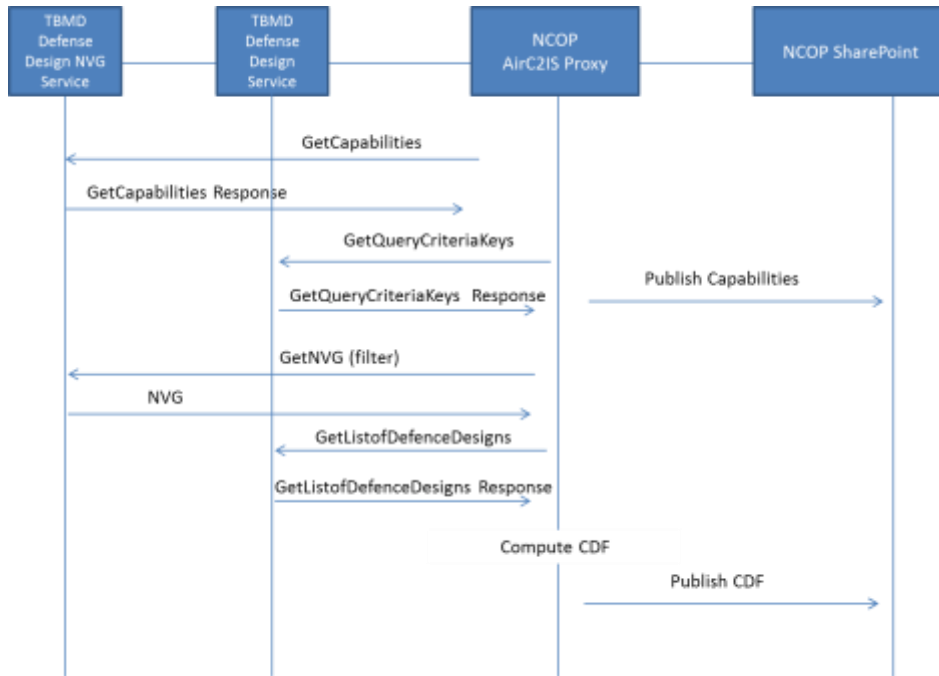 TBMD
Defense
Design NVG
Service
TBMD
Defense
Design
Service
NCOP
AirC2IS Proxy
NCOP SharePoint
GetCapabilities
GetCapabilities Response
GetQueryCriteriaKeys
Publish Capabilities
GetQueryCriteriaKeys Response
GetNVG (filter)
NVG
GetListofDefenceDesigns
GetListofDefenceDesigns Response
Compute CDF
Publish CDF